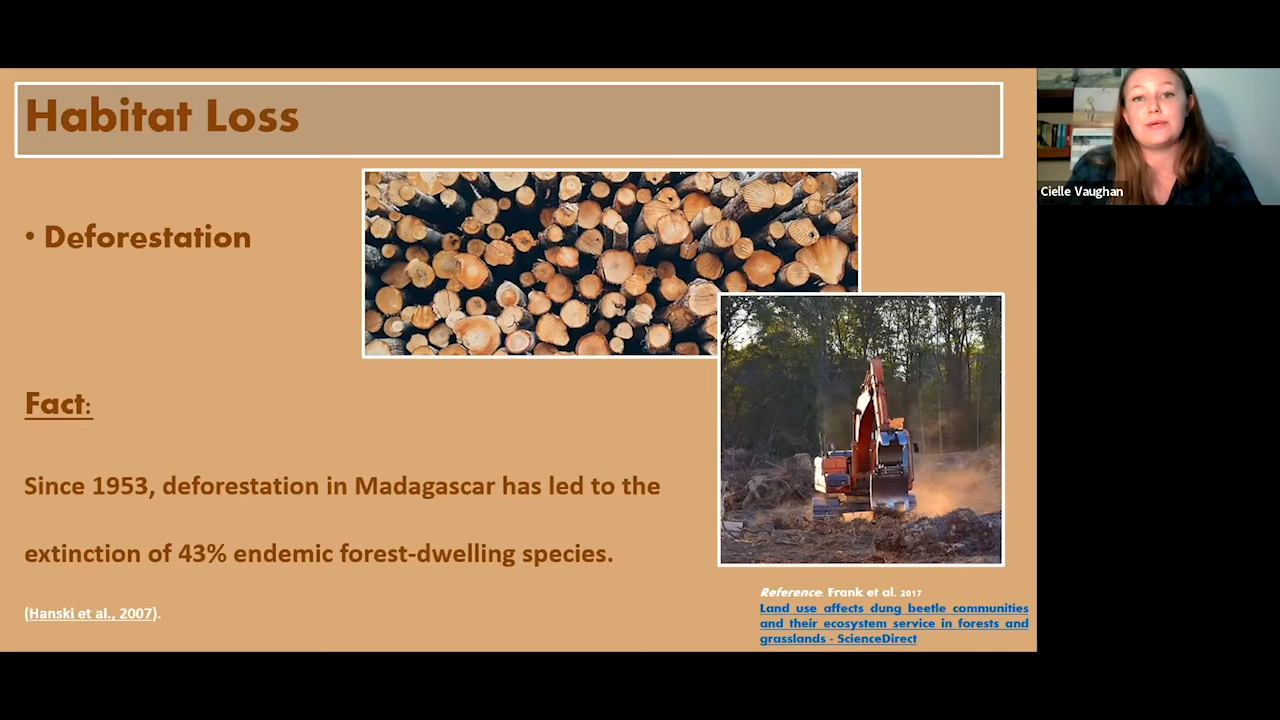 Habitat Loss
• Deforestation
Fact:
Since 1953, deforestation in Madagascar has led to the
extinction of 43% endemic forest-dwelling species.
(Hanski et al., 2007).
Reference: Frank et al. 2017
Land use affects dung beetle communities
and their ecosystem service in forests and
grasslands - ScienceDirect
Cielle Vaughan